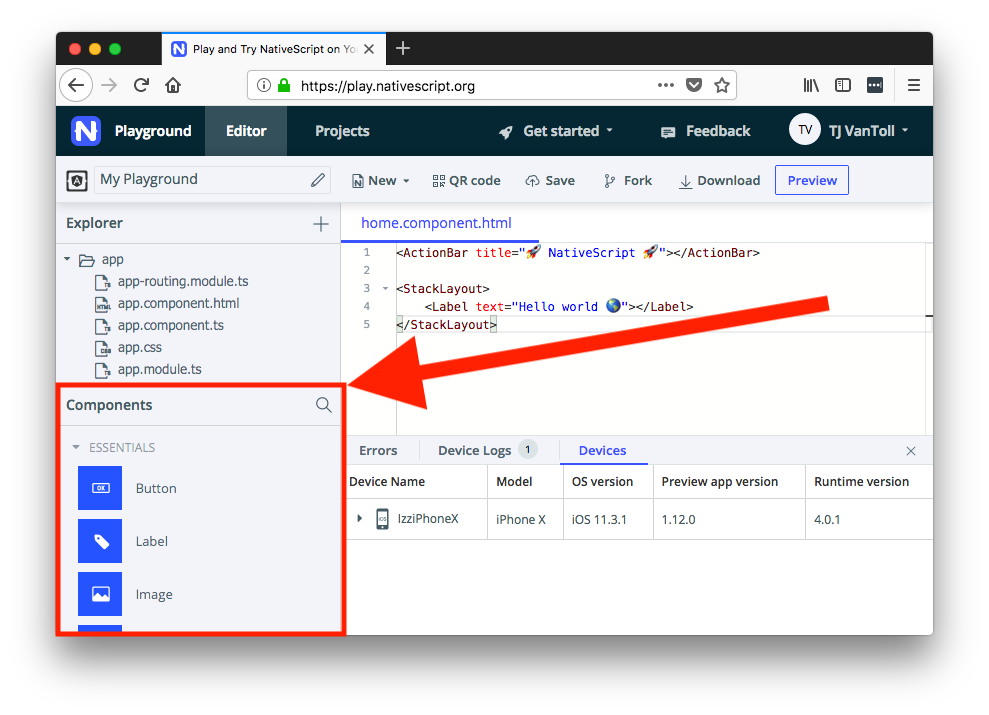 Play and Try NativeScript on Yo
https://play.nativescript.org
Playground
Editor
Projects
Get started
Feedback
TV
TJ VanToll
My Playground
New
QR code
Save
Fork
Download
Preview
Explorer
app
app-routing.module.ts
app.component.html
app.component.ts
app.css
app.module.ts
Components
ESSENTIALS
OK
Button
Label
Image
home.component.html
1 <ActionBar title="🚀 NativeScript 🚀"></ActionBar>
2
3 <StackLayout>
4 <Label text="Hello world 🌎"></Label>
5 </StackLayout>
Errors
Device Logs 1
Devices
Device Name Model OS version Preview app version Runtime version
iOS IzziPhoneX iPhone X iOS 11.3.1 1.12.0 4.0.1